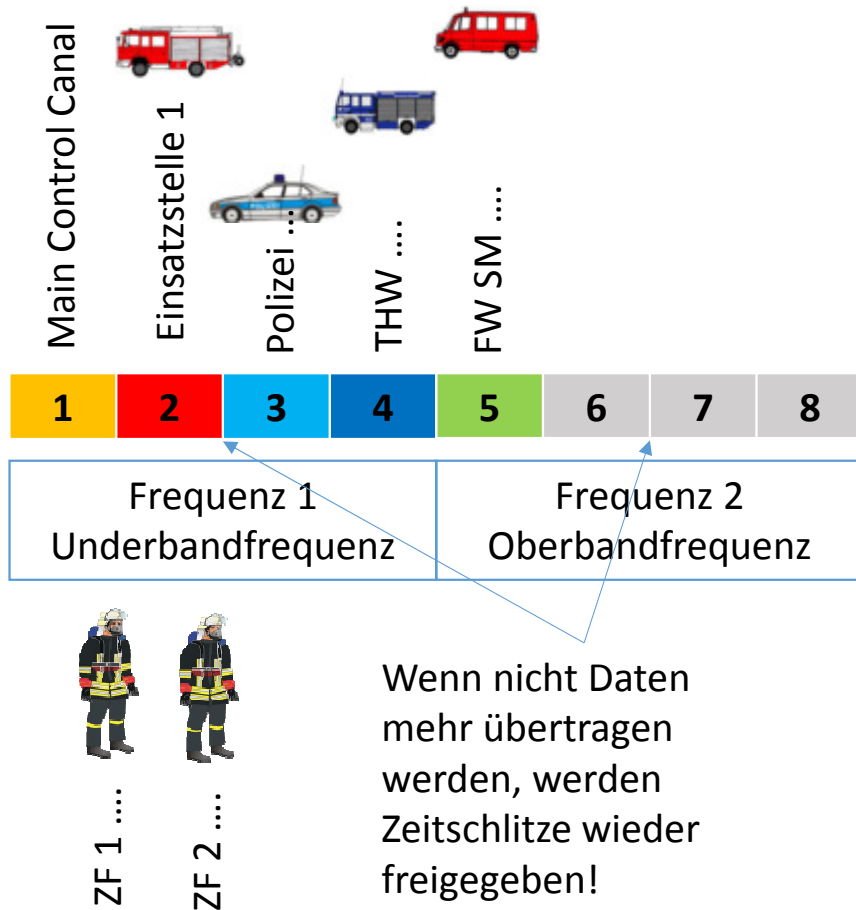 Main Control Canal
Einsatzstelle 1
Polizei ...
THW ....
FW SM ....
POLIZEI
1 2 3 4 5 6 7 8
Frequenz 1
Underbandfrequenz
Frequenz 2
Oberbandfrequenz
ZF 1 ....
ZF 2 ....
Wenn nicht Daten
mehr übertragen
werden, werden
Zeitschlitze wieder
freigegeben!